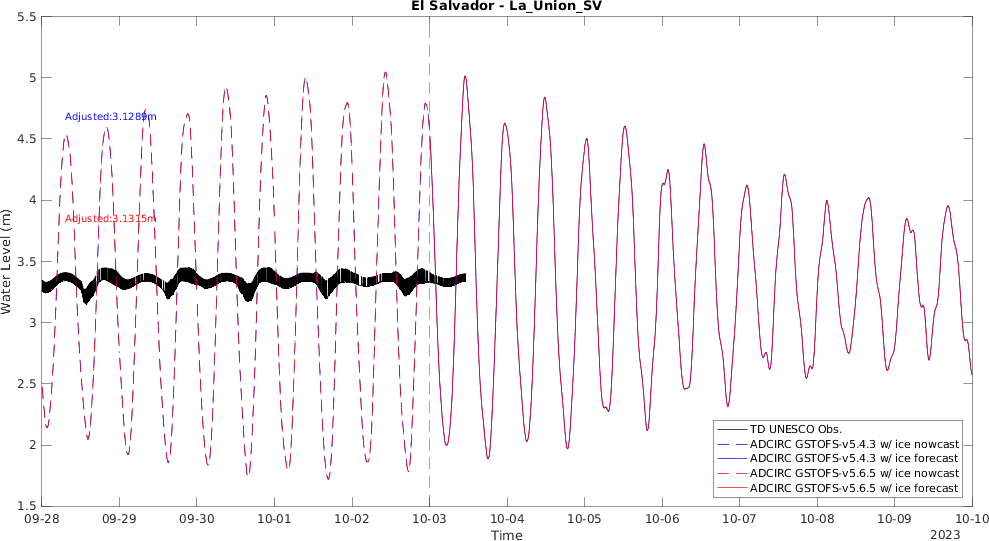 El Salvador - La_Union_SV
5.5
5
4.5
4
3.5
3
2.5
2
1.5
Water Level (m)
Adjusted:3.1289m
Adjusted:3.1315m
TD UNESCO Obs.
ADCIRC GSTOFS-v5.4.3 w/ ice nowcast
ADCIRC GSTOFS-v5.4.3 w/ ice forecast
ADCIRC GSTOFS-v5.6.5 w/ ice nowcast
ADCIRC GSTOFS-v5.6.5 w/ ice forecast
09-28 09-29 09-30 10-01 10-02 10-03 10-04 10-05 10-06 10-07 10-08 10-09 10-10
Time
2023